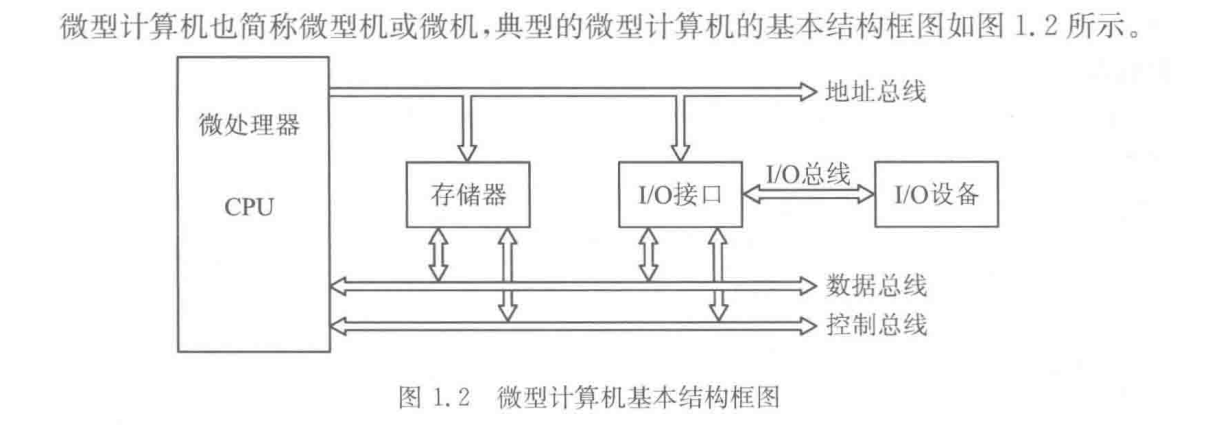 微型计算机也简称微型机或微机,典型的微型计算机的基本结构框图如图 1.2 所示。
地址总线
微处理器
CPU
存储器
I/O接口
I/O总线
I/O设备
数据总线
控制总线
图 1.2 微型计算机基本结构框图